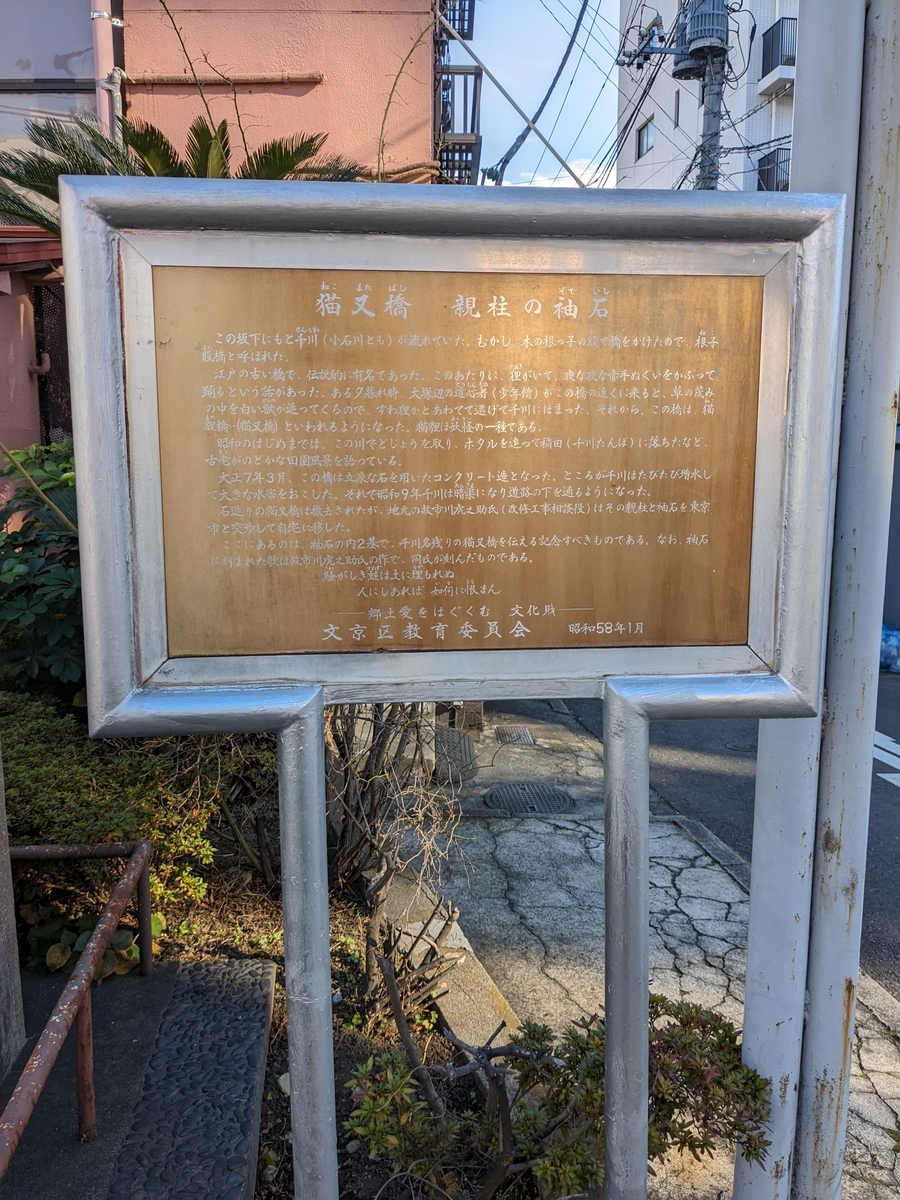 猫又橋 親柱の袖石
この坂下にもと千川(小石川とも)が流れていた。むかし、木の根っ子の股で橋をかけたので、根子
股橋と呼ばれた。
江戸の古い橋で、伝説的に有名であった。このあたりに、狸がいて、夜な夜な赤手ぬぐいをかぶって
踊るという話があった。ある夕暮れ時、大塚辺の道心者(少年僧)がこの橋の近くに来ると、草の茂み
の中を白い獣が追ってくるので、すわ狸かとあわてて逃げて千川にはまった。それから、この橋は、猫
貍橋(猫又橋)といわれるようになった。猫貍は妖怪の一種である。
昭和のはじめまでは、この川でどじょうを取り、ホタルを追って稲田(千川たんぼ)に落ちたなど、
古老がのどかな田園風景を語っている。
大正7年3月、この橋は立派な石を用いたコンクリート造となった。ところが千川はたびたび増水し
て大きな水害をおこした。それで昭和9年千川は暗渠になり道路の下を通るようになった。
石造りの猫又橋は撤去されたが、地元の故市川虎之助氏(改修工事相談役)はその親柱と袖石を東京
市と交渉して自宅に移した。
ここにあるのは、袖石の内2基で、千川名残りの猫又橋を伝える記念すべきものである。なお、袖石
に刻まれた歌は故市川虎之助氏の作で、同氏が刻んだものである。
騒がしき蛙は土に埋もれぬ
人にしあれば 如何に恨まん
郷土愛をはぐくむ 文化財
文京区教育委員会 昭和58年1月